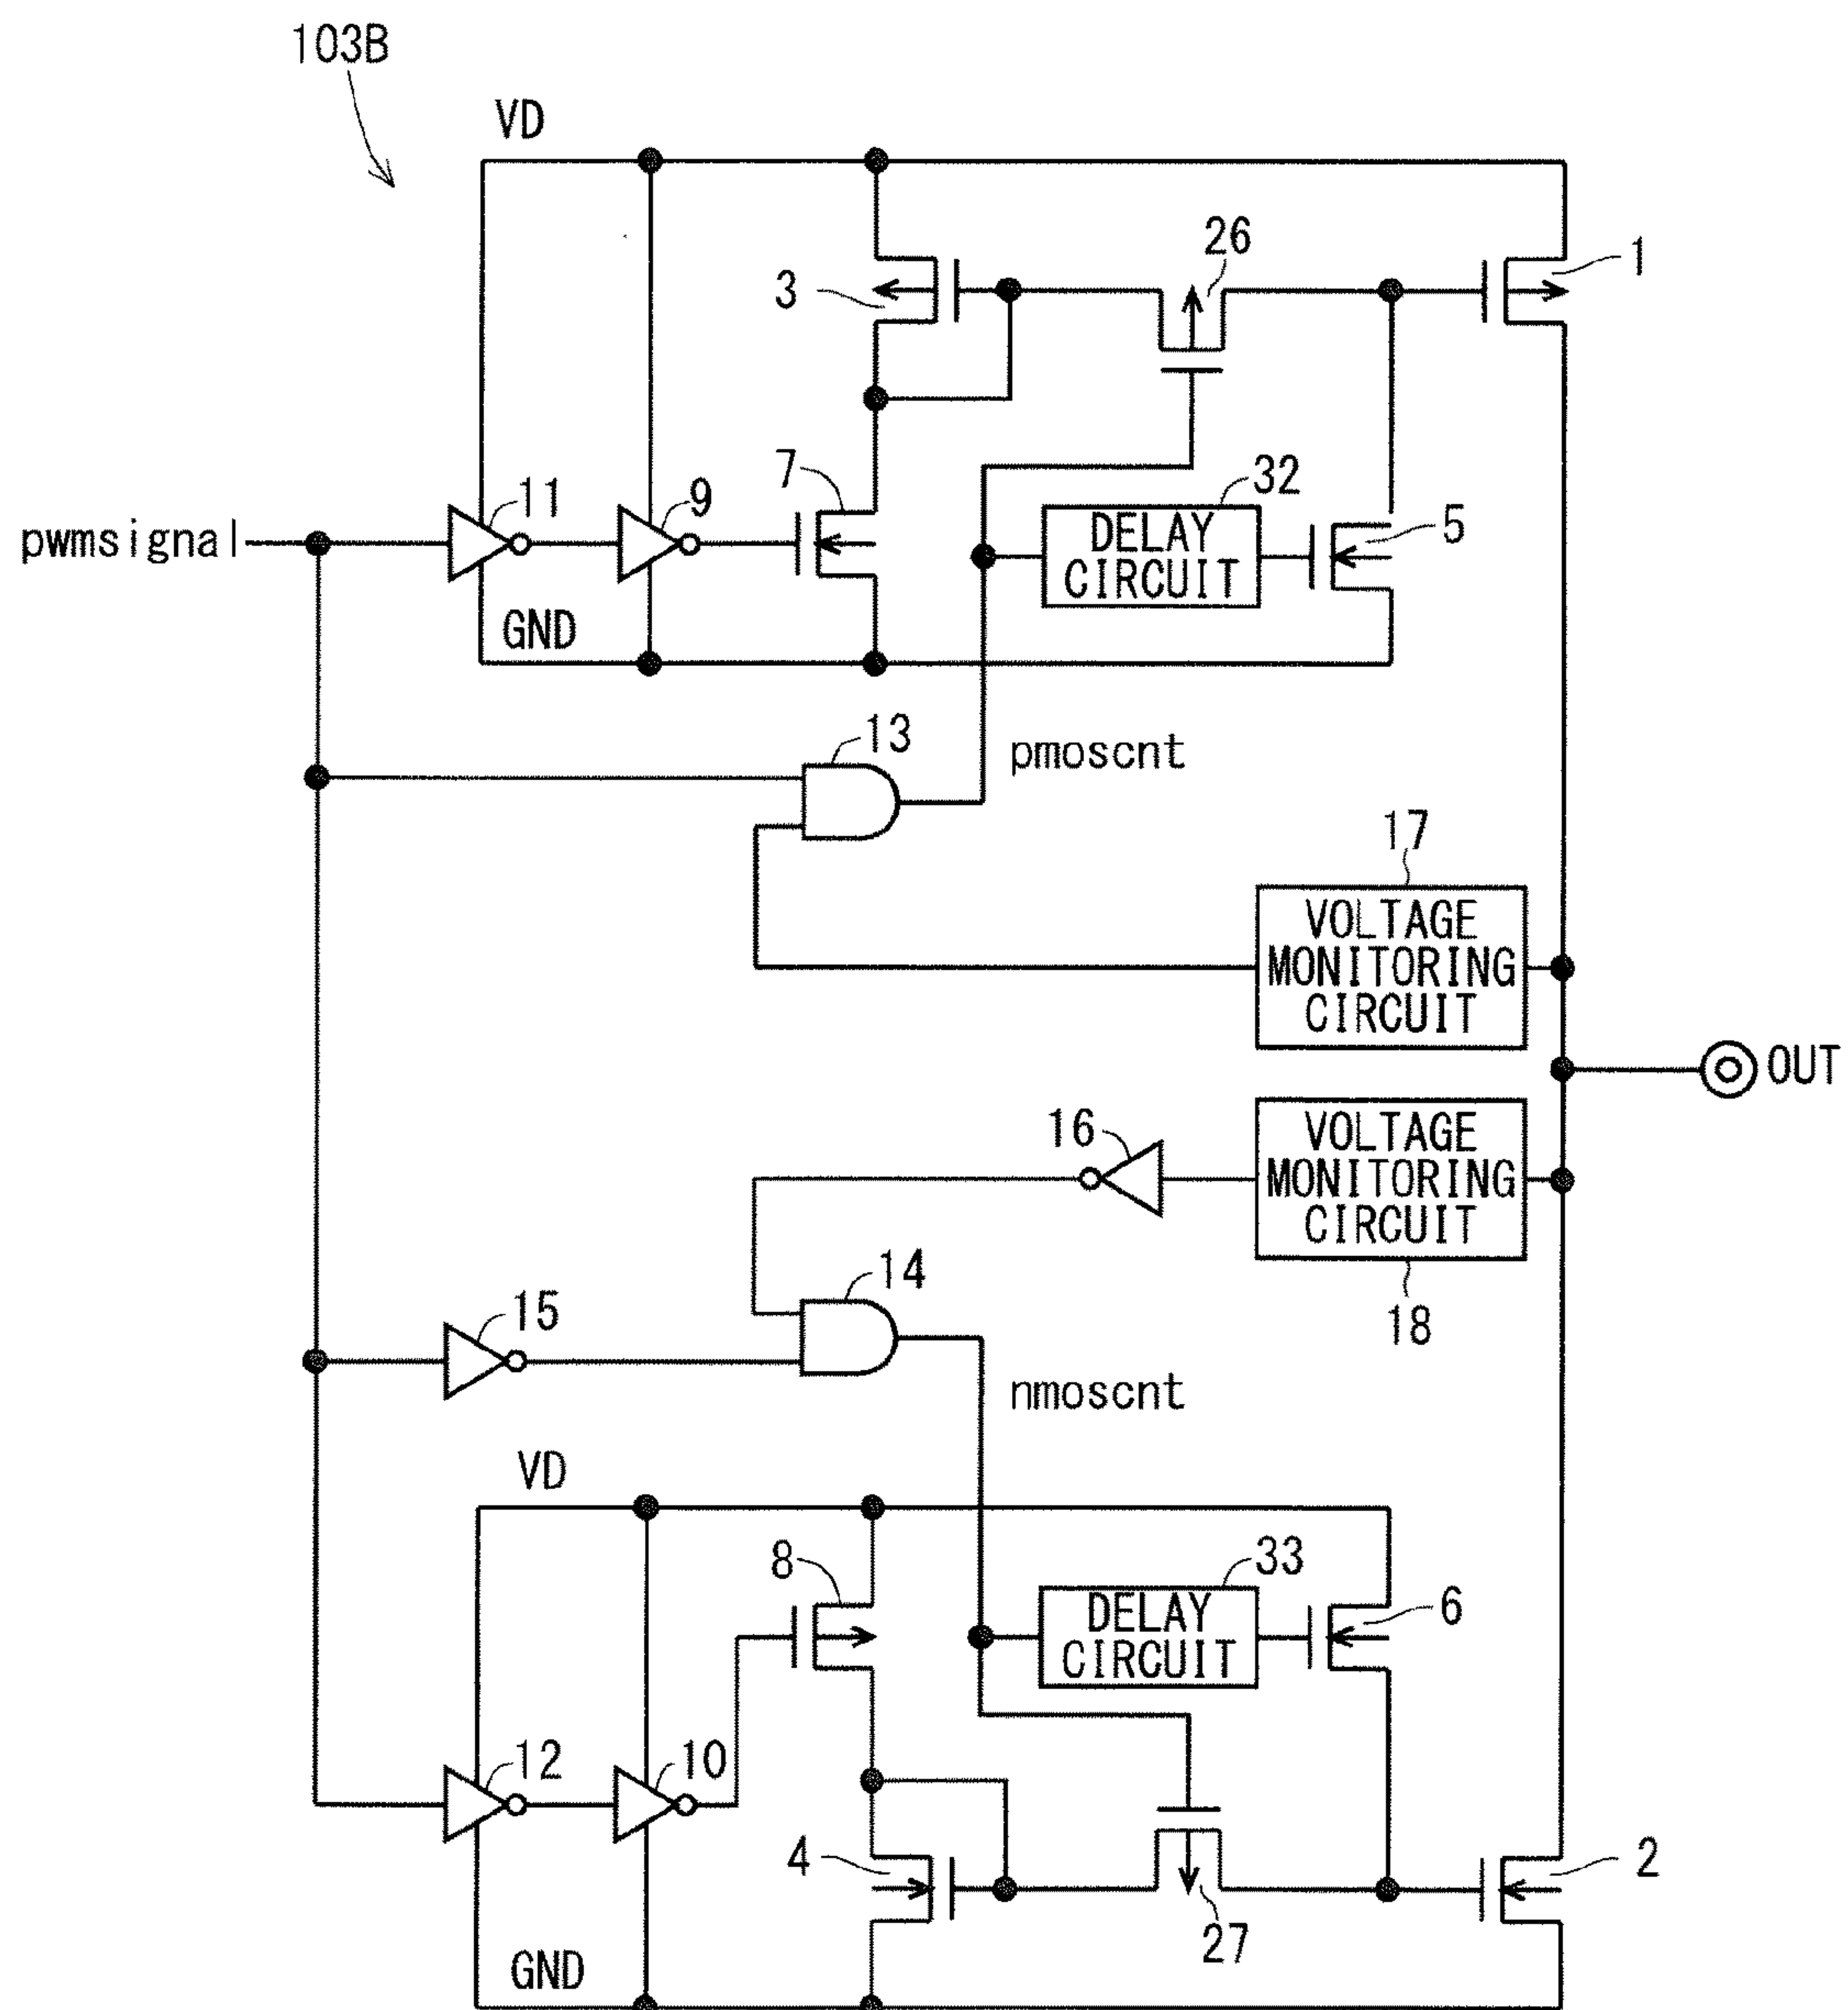 103B
VD
26
1
3
7
32
11
9
5
pwmsignal
DELAY
CIRCUIT
GND
13
pmoscnt
17
VOLTAGE
MONITORING
CIRCUIT
OUT
16
VOLTAGE
MONITORING
CIRCUIT
14
18
15
nmoscnt
VD
8
33
6
DELAY
CIRCUIT
12
10
4
2
27
GND